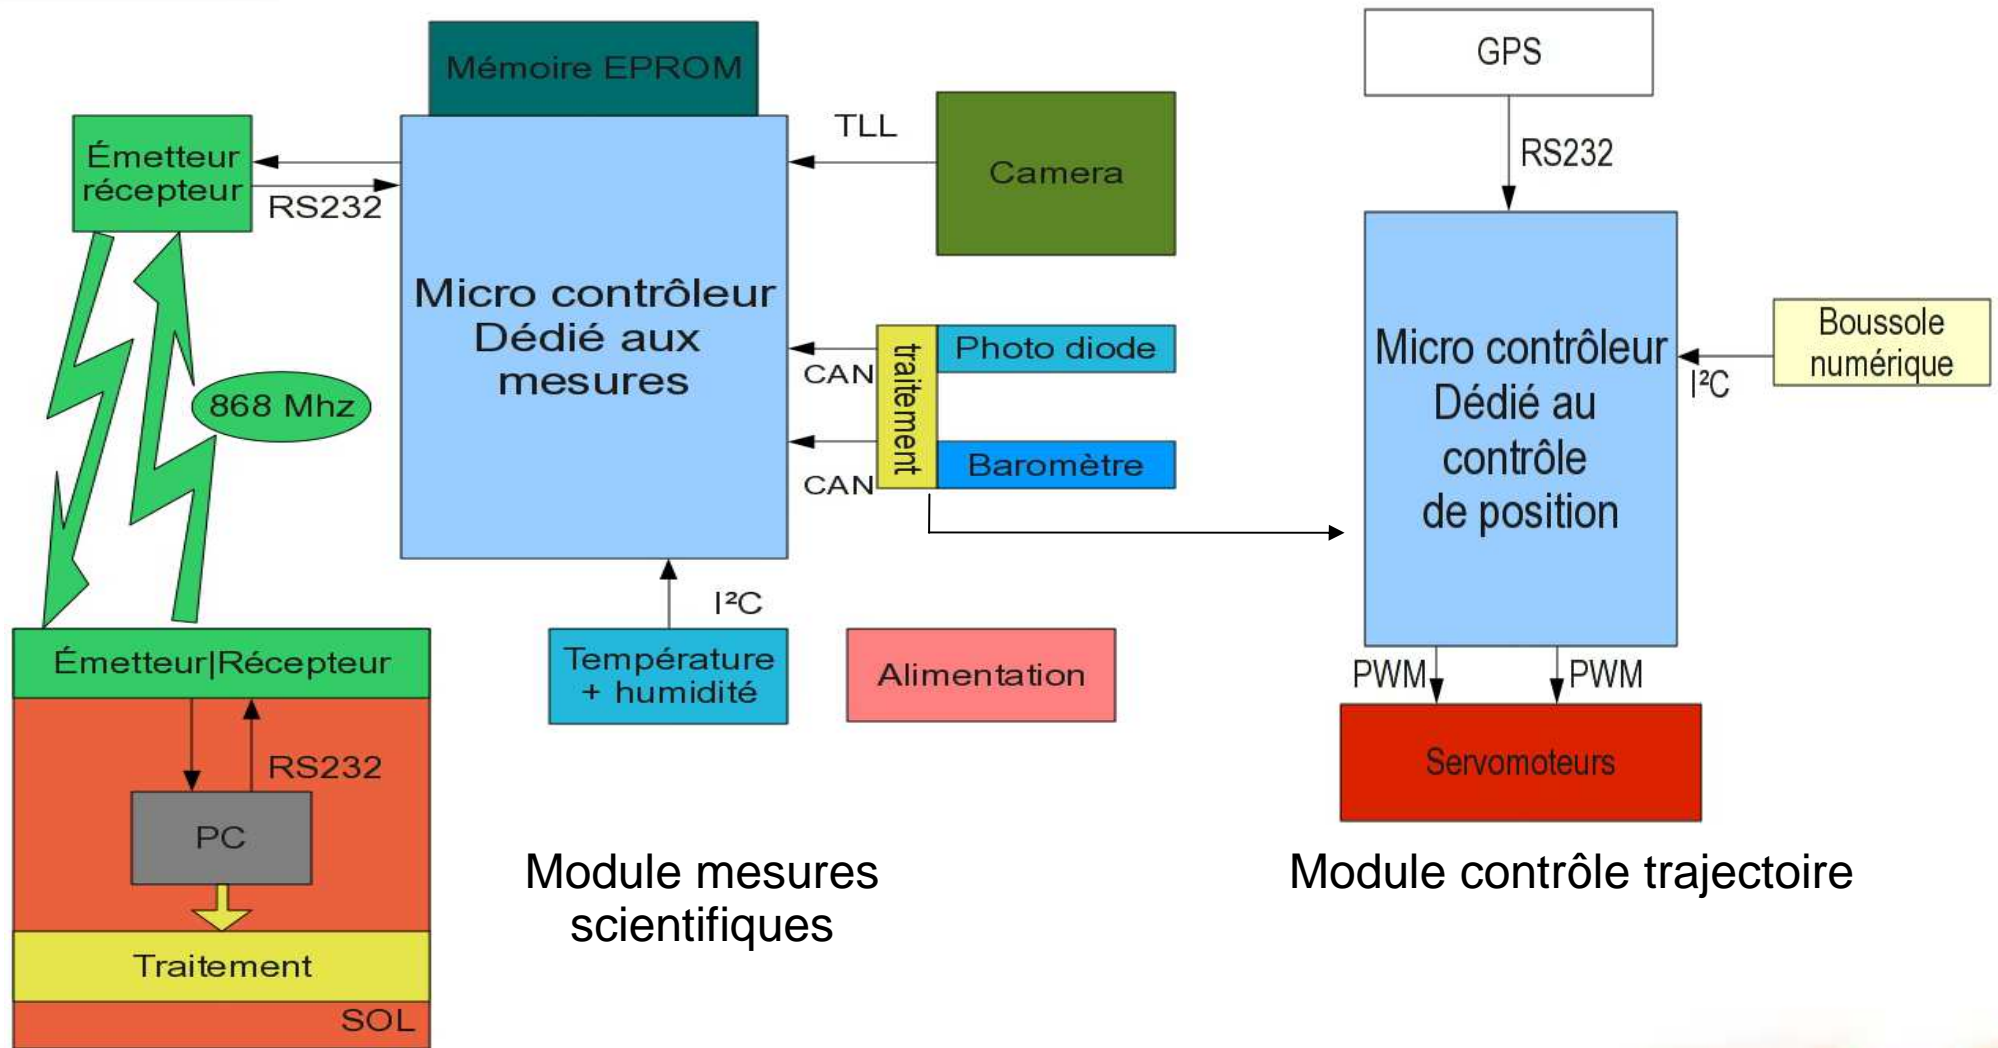 Mémoire EPROM
GPS
Émetteur
récepteur
RS232
TLL
Camera
RS232
Micro contrôleur
Dédié aux
mesures
868 Mhz
CAN
CAN
traitement
Photo diode
Baromètre
Micro contrôleur
Dédié au
contrôle
de position
I²C
Boussole
numérique
I²C
Température
+ humidité
Alimentation
PWM
PWM
Servomoteurs
Émetteur|Récepteur
RS232
PC
Traitement
SOL
Module mesures
scientifiques
Module contrôle trajectoire